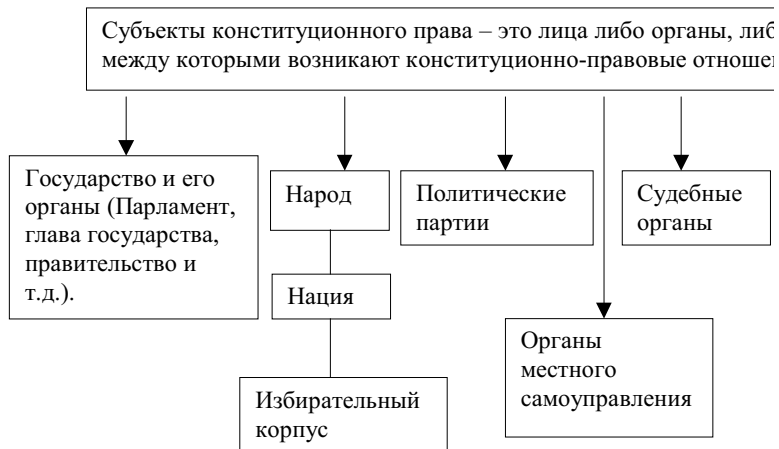 Субъекты конституционного права – это лица либо органы, либ
между которыми возникают конституционно-правовые отноше
Государство и его
органы (Парламент,
глава государства,
правительство и
т.д.).
Народ
Политические
партии
Судебные
органы
Нация
Органы
местного
самоуправления
Избирательный
корпус